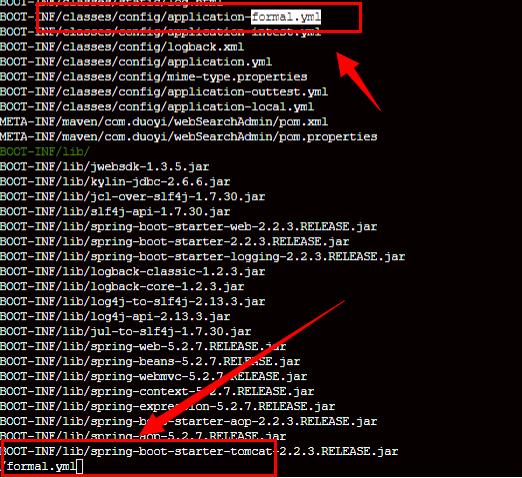 BOOT-INF/classes/static/log.html
BOOT-INF/classes/config/application-formal.yml
BOOT-INF/classes/config/application-intest.yml
BOOT-INF/classes/config/logback.xml
BOOT-INF/classes/config/application.yml
BOOT-INF/classes/config/mime-type.properties
BOOT-INF/classes/config/application-outtest.yml
BOOT-INF/classes/config/application-local.yml
META-INF/maven/com.duoyi/webSearchAdmin/pom.xml
META-INF/maven/com.duoyi/webSearchAdmin/pom.properties
BOOT-INF/lib/
BOOT-INF/lib/jwebsdk-1.3.5.jar
BOOT-INF/lib/kylin-jdbc-2.6.6.jar
BOOT-INF/lib/jcl-over-slf4j-1.7.30.jar
BOOT-INF/lib/slf4j-api-1.7.30.jar
BOOT-INF/lib/spring-boot-starter-web-2.2.3.RELEASE.jar
BOOT-INF/lib/spring-boot-starter-2.2.3.RELEASE.jar
BOOT-INF/lib/spring-boot-starter-logging-2.2.3.RELEASE.jar
BOOT-INF/lib/logback-classic-1.2.3.jar
BOOT-INF/lib/logback-core-1.2.3.jar
BOOT-INF/lib/log4j-to-slf4j-2.13.3.jar
BOOT-INF/lib/log4j-api-2.13.3.jar
BOOT-INF/lib/jul-to-slf4j-1.7.30.jar
BOOT-INF/lib/spring-web-5.2.7.RELEASE.jar
BOOT-INF/lib/spring-beans-5.2.7.RELEASE.jar
BOOT-INF/lib/spring-webmvc-5.2.7.RELEASE.jar
BOOT-INF/lib/spring-context-5.2.7.RELEASE.jar
BOOT-INF/lib/spring-expression-5.2.7.RELEASE.jar
BOOT-INF/lib/spring-boot-starter-aop-2.2.3.RELEASE.jar
BOOT-INF/lib/spring-aop-5.2.7.RELEASE.jar
BOOT-INF/lib/spring-boot-starter-tomcat-2.2.3.RELEASE.jar
/formal.yml